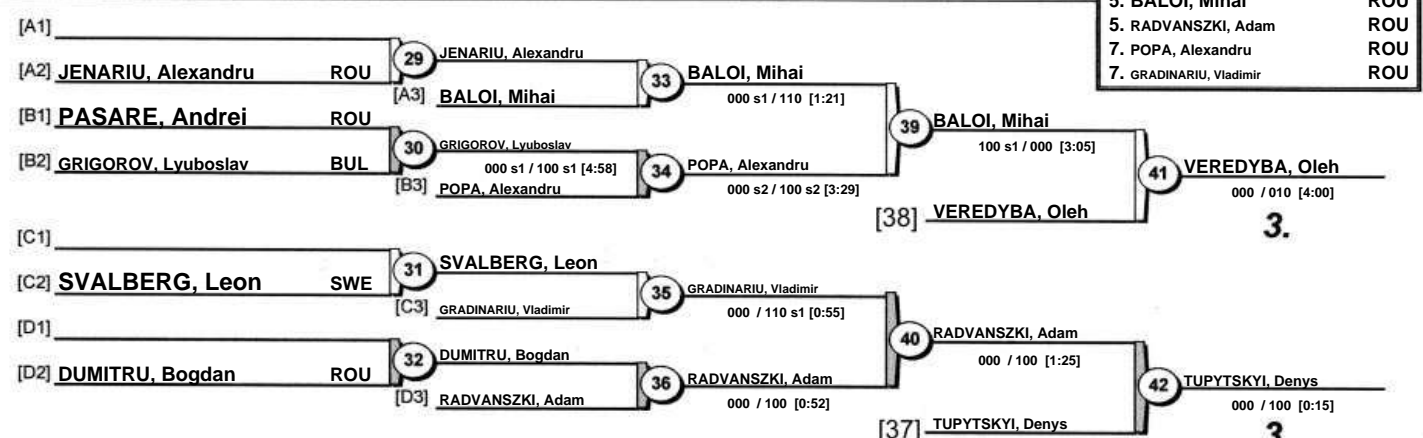 5. BALOI, Mihai ROU
5. RADVANSZKI, Adam ROU
7. POPA, Alexandru ROU
7. GRADINARIU, Vladimir ROU
[A1]
[A2] JENARIU, Alexandru ROU
29
JENARIU, Alexandru
[A3] BALOI, Mihai
33
BALOI, Mihai
000 s1 / 110 [1:21]
[B1] PASARE, Andrei ROU
[B2] GRIGOROV, Lyuboslav BUL
30
GRIGOROV, Lyuboslav
000 s1 / 100 s1 [4:58]
[B3] POPA, Alexandru
34
POPA, Alexandru
000 s2 / 100 s2 [3:29]
39
BALOI, Mihai
100 s1 / 000 [3:05]
[38] VEREDYBA, Oleh
41
VEREDYBA, Oleh
000 / 010 [4:00]
3.
[C1]
[C2] SVALBERG, Leon SWE
31
SVALBERG, Leon
[C3] GRADINARIU, Vladimir
35
GRADINARIU, Vladimir
000 / 110 s1 [0:55]
[D1]
[D2] DUMITRU, Bogdan ROU
32
DUMITRU, Bogdan
[D3] RADVANSZKI, Adam
36
RADVANSZKI, Adam
000 / 100 [0:52]
40
RADVANSZKI, Adam
000 / 100 [1:25]
[37] TUPYTSKYI, Denys
42
TUPYTSKYI, Denys
000 / 100 [0:15]
3.